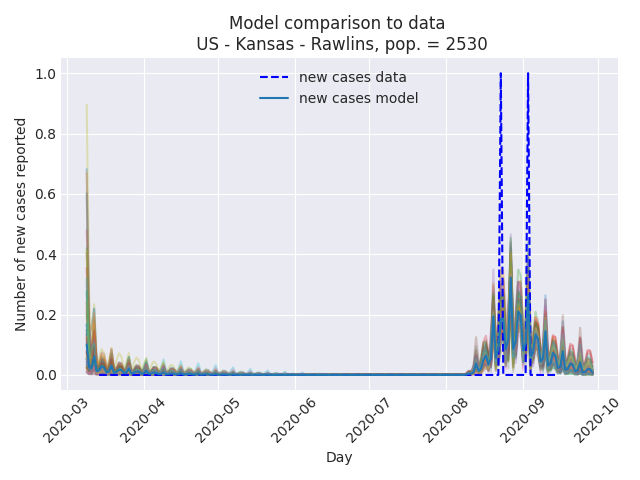 Model comparison to data
US - Kansas - Rawlins, pop. = 2530
new cases data
new cases model
Number of new cases reported
1.0
0.8
0.6
0.4
0.2
0.0
2020-03
2020-04
2020-05
2020-06
2020-07
2020-08
2020-09
2020-10
Day